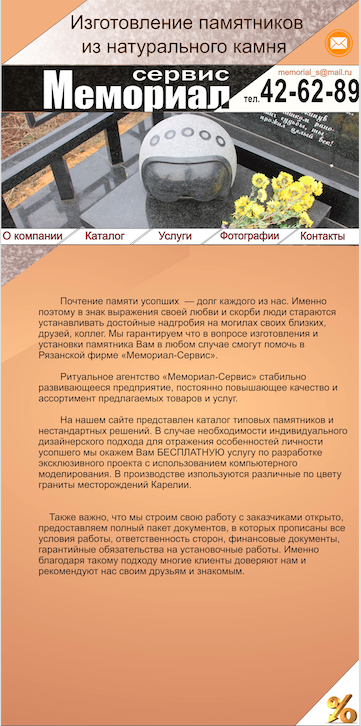 Изготовление памятников
из натурального камня
memorial_s@mail.ru
сервис
Мемориал
тел.42-62-89
О компании Каталог Услуги Фотографии Контакты
Почтение памяти усопших — долг каждого из нас. Именно
поэтому в знак выражения своей любви и скорби люди стараются
устанавливать достойные надгробия на могилах своих близких,
друзей, коллег. Мы гарантируем что в вопросе изготовления и
установки памятника Вам в любом случае смогут помочь в
Рязанской фирме «Мемориал-Сервис».
Ритуальное агентство «Мемориал-Сервис» стабильно
развивающееся предприятие, постоянно повышающее качество и
ассортимент предлагаемых товаров и услуг.
На нашем сайте представлен каталог типовых памятников и
нестандартных решений. В случае необходимости индивидуального
дизайнерского подхода для отражения особенностей личности
усопшего мы окажем Вам БЕСПЛАТНУЮ услугу по разработке
эксклюзивного проекта с использованием компьютерного
моделирования. В производстве изпользуются различные по цвету
граниты месторождений Карелии.
Также важно, что мы строим свою работу с заказчиками открыто,
предоставляем полный пакет документов, в которых прописаны все
условия работы, ответственность сторон, финансовые документы,
гарантийные обязательства на установочные работы. Именно
благодаря такому подходу многие клиенты доверяют нам и
рекомендуют нас своим друзьям и знакомым.
%